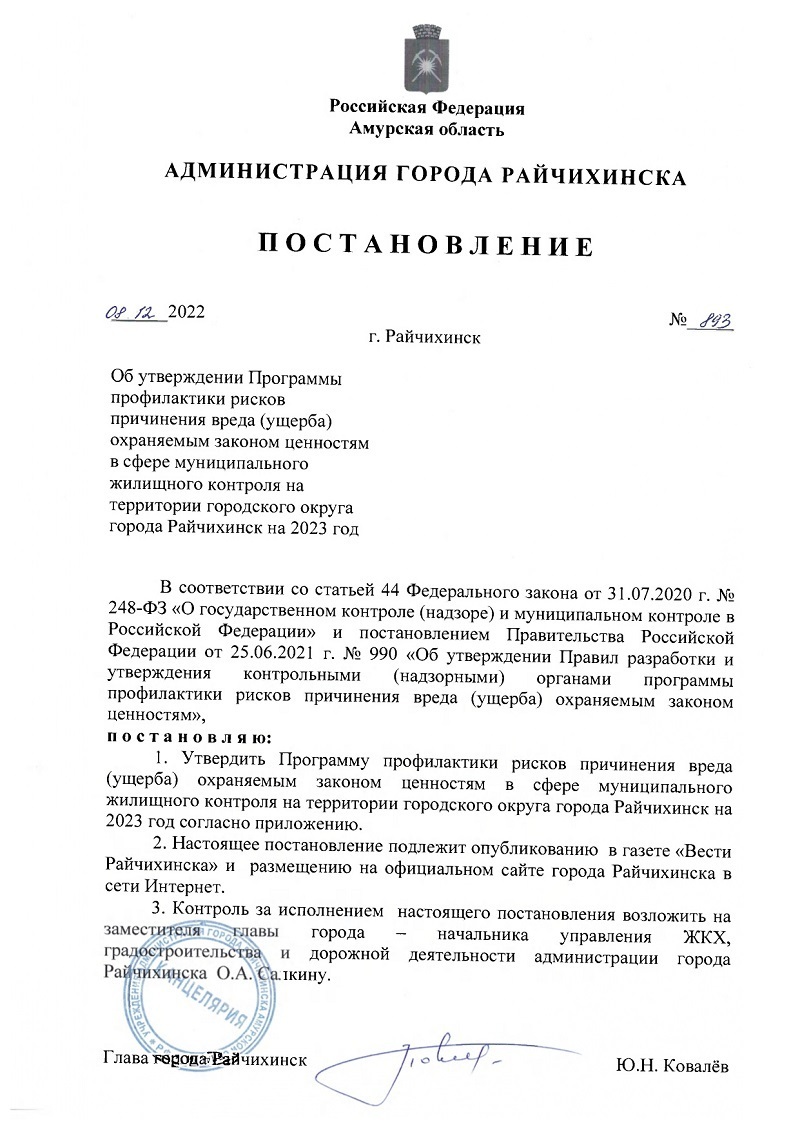 Российская Федерация
Амурская область
АДМИНИСТРАЦИЯ ГОРОДА РАЙЧИХИНСКА
ПОСТАНОВЛЕНИЕ
08.12 2022
№ 893
г. Райчихинск
Об утверждении Программы
профилактики рисков
причинения вреда (ущерба)
охраняемым законом ценностям
в сфере муниципального
жилищного контроля на
территории городского округа
города Райчихинск на 2023 год
В соответствии со статьей 44 Федерального закона от 31.07.2020 г. №
248-ФЗ «О государственном контроле (надзоре) и муниципальном контроле в
Российской Федерации» и постановлением Правительства Российской
Федерации от 25.06.2021 г. № 990 «Об утверждении Правил разработки и
утверждения контрольными (надзорными) органами программы
профилактики рисков причинения вреда (ущерба) охраняемым законом
ценностям»,
постановляю:
1. Утвердить Программу профилактики рисков причинения вреда
(ущерба) охраняемым законом ценностям в сфере муниципального
жилищного контроля на территории городского округа города Райчихинск на
2023 год согласно приложению.
2. Настоящее постановление подлежит опубликованию в газете «Вести
Райчихинска» и размещению на официальном сайте города Райчихинска в
сети Интернет.
3. Контроль за исполнением настоящего постановления возложить на
заместителя главы города – начальника управления ЖКХ,
градостроительства и дорожной деятельности администрации города
Райчихинска О.А. Салкину.
КАНЦЕЛЯРИЯ
Глава города Райчихинск
Ю.Н. Ковалёв